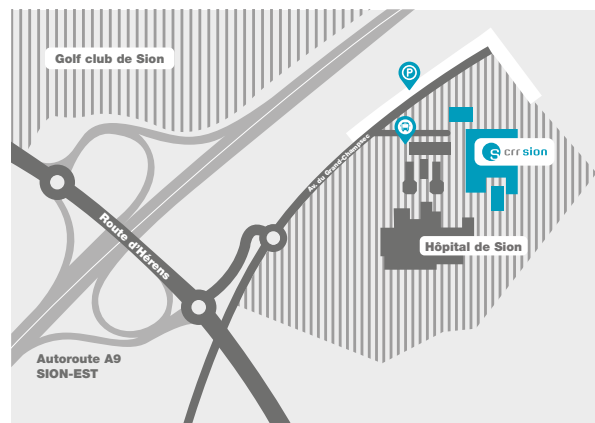 Golf club de Sion
P
S crr sion
Av. du Grand-Champsec
Route d'Hérens
Hôpital de Sion
Autoroute A9
SION-EST